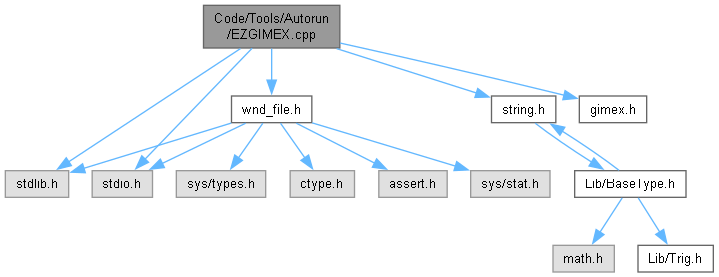 Code/Tools/Autorun
/EZGIMEX.cpp
wnd_file.h
string.h
gimex.h
stdlib.h
stdio.h
sys/types.h
ctype.h
assert.h
sys/stat.h
Lib/BaseType.h
math.h
Lib/Trig.h